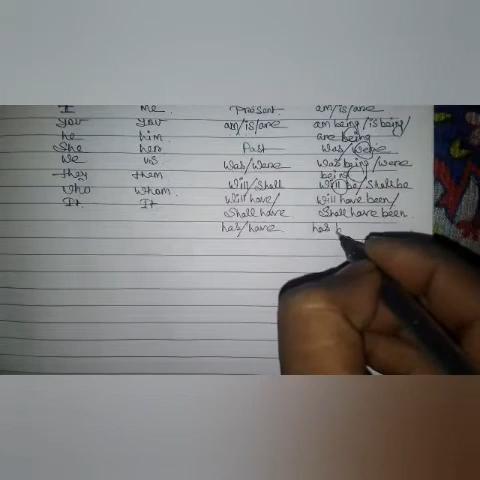 I me Present am/is/are
you you am/is/are am being/is being/
he him are being
She her Past was/were
we us was/were was being/were
they them being
who wham will/shall will be/shall be
It It will have/ will have been/
shall have shall have been
has/have has b